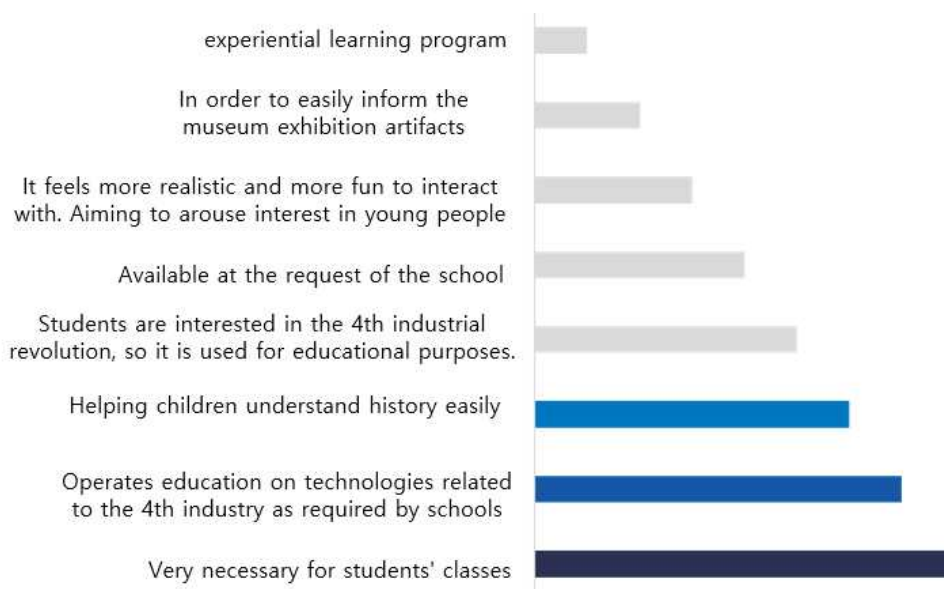 experiential learning program
In order to easily inform the
museum exhibition artifacts
It feels more realistic and more fun to interact
with. Aiming to arouse interest in young people
Available at the request of the school
Students are interested in the 4th industrial
revolution, so it is used for educational purposes.
Helping children understand history easily
Operates education on technologies related
to the 4th industry as required by schools
Very necessary for students' classes